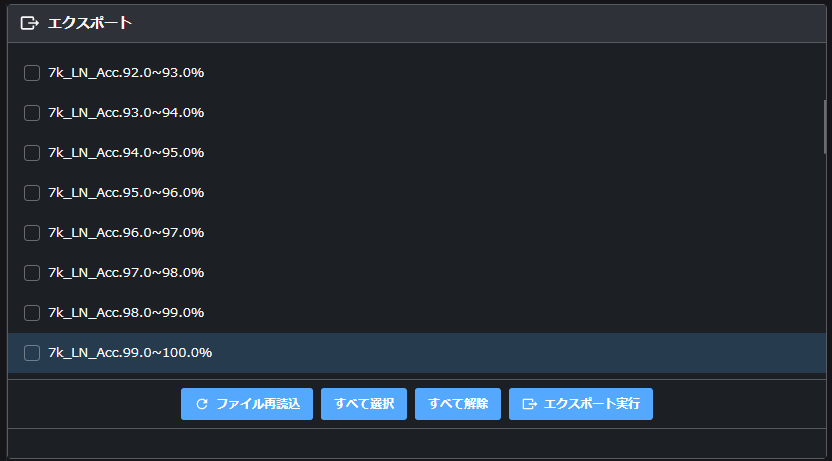 エクスポート
7k_LN_Acc.92.0~93.0%
7k_LN_Acc.93.0~94.0%
7k_LN_Acc.94.0~95.0%
7k_LN_Acc.95.0~96.0%
7k_LN_Acc.96.0~97.0%
7k_LN_Acc.97.0~98.0%
7k_LN_Acc.98.0~99.0%
7k_LN_Acc.99.0~100.0%
ファイル再読込 すべて選択 すべて解除 エクスポート実行